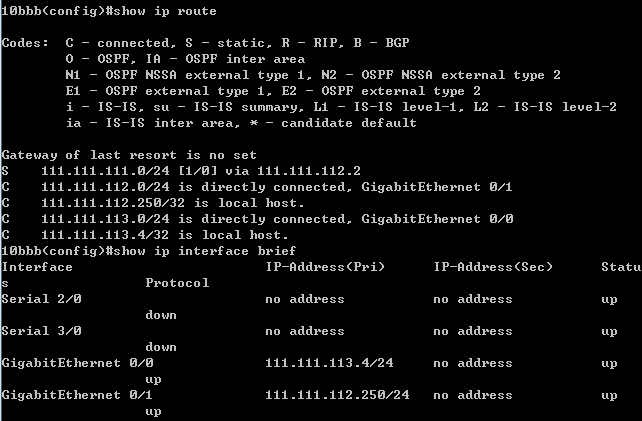 10bbb(config)#show ip route
Codes:  C - connected, S - static, R - RIP, B - BGP
        O - OSPF, IA - OSPF inter area
        N1 - OSPF NSSA external type 1, N2 - OSPF NSSA external type 2
        E1 - OSPF external type 1, E2 - OSPF external type 2
        i - IS-IS, su - IS-IS summary, L1 - IS-IS level-1, L2 - IS-IS level-2
        ia - IS-IS inter area, * - candidate default
Gateway of last resort is no set
S    111.111.111.0/24 [1/0] via 111.111.112.2
C    111.111.112.0/24 is directly connected, GigabitEthernet 0/1
C    111.111.112.250/32 is local host.
C    111.111.113.0/24 is directly connected, GigabitEthernet 0/0
C    111.111.113.4/32 is local host.
10bbb(config)#show ip interface brief
Interface                        IP-Address(Pri)      IP-Address(Sec)      Statu
s                 Protocol
Serial 2/0                       no address           no address           up
                  down
Serial 3/0                       no address           no address           up
                  down
GigabitEthernet 0/0              111.111.113.4/24     no address           up
                  up
GigabitEthernet 0/1              111.111.112.250/24   no address           up
                  up